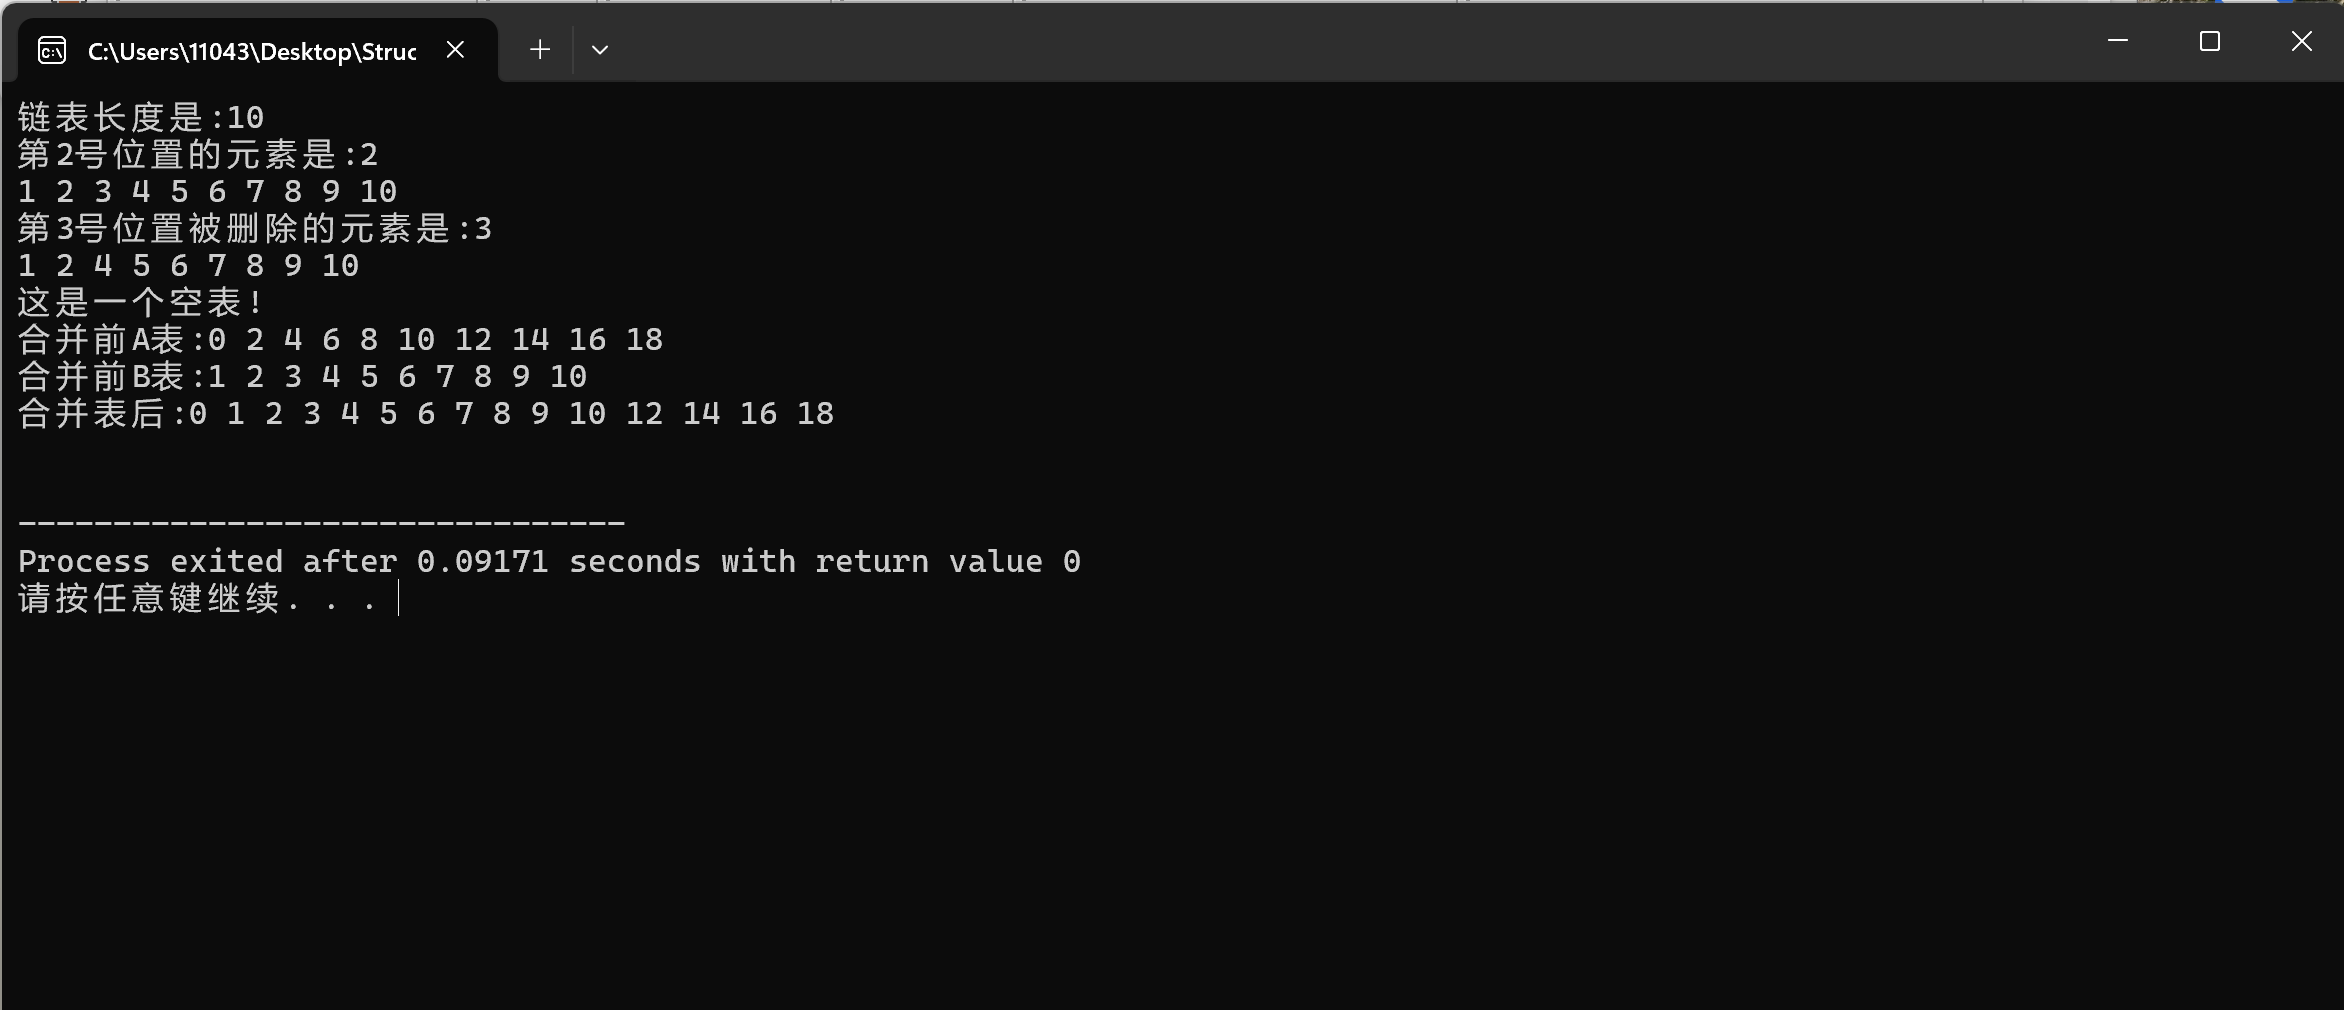 C:\Users\11043\Desktop\Struc
链表长度是:10
第2号位置的元素是:2
1 2 3 4 5 6 7 8 9 10
第3号位置被删除的元素是:3
1 2 4 5 6 7 8 9 10
这是一个空表!
合并前A表:0 2 4 6 8 10 12 14 16 18
合并前B表:1 2 3 4 5 6 7 8 9 10
合并表后:0 1 2 3 4 5 6 7 8 9 10 12 14 16 18
--------------------------------
Process exited after 0.09171 seconds with return value 0
请按任意键继续. . .